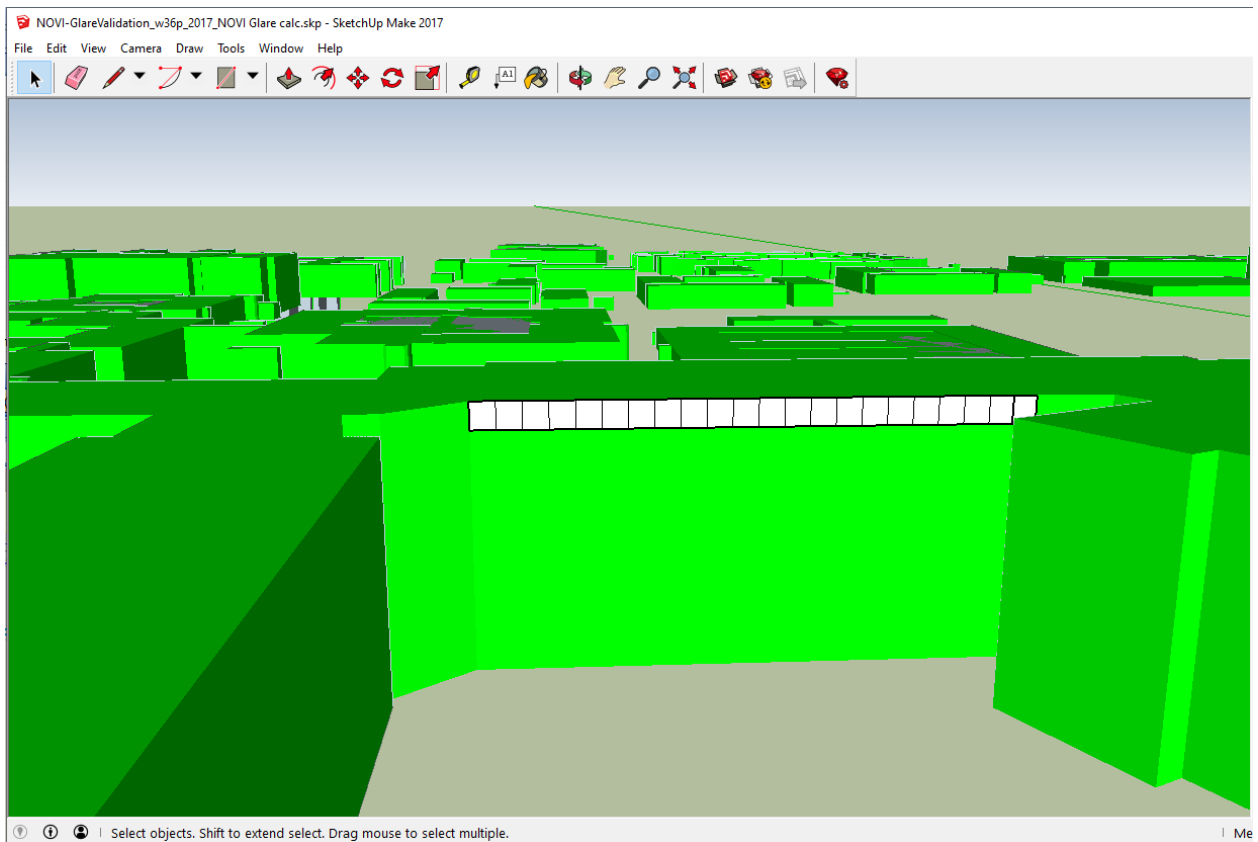 NOVI-GlareValidation_w36p_2017_NOVI Glare calc.skp - SketchUp Make 2017
File Edit View Camera Draw Tools Window Help
A1
Select objects. Shift to extend select. Drag mouse to select multiple.
Me